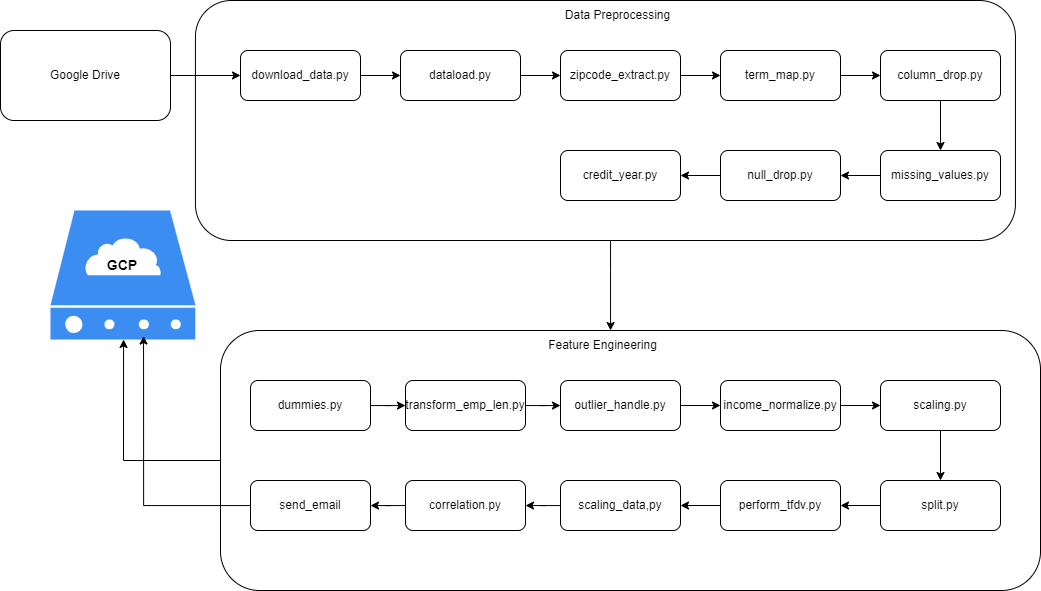 Data Preprocessing
Google Drive
download_data.py
dataload.py
zipcode_extract.py
term_map.py
column_drop.py
credit_year.py
null_drop.py
missing_values.py
GCP
Feature Engineering
dummies.py
transform_emp_len.py
outlier_handle.py
income_normalize.py
scaling.py
send_email
correlation.py
scaling_data,py
perform_tfdv.py
split.py